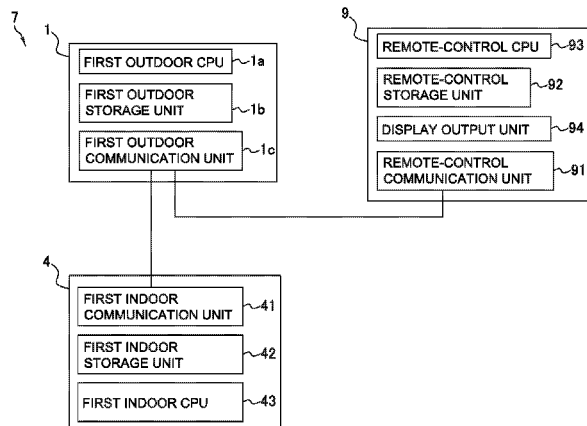 7
1
FIRST OUTDOOR CPU
1a
FIRST OUTDOOR
STORAGE UNIT
1b
FIRST OUTDOOR
COMMUNICATION UNIT
1c
9
REMOTE-CONTROL CPU
93
REMOTE-CONTROL
STORAGE UNIT
92
DISPLAY OUTPUT UNIT
94
REMOTE-CONTROL
COMMUNICATION UNIT
91
4
FIRST INDOOR
COMMUNICATION UNIT
41
FIRST INDOOR
STORAGE UNIT
42
FIRST INDOOR CPU
43